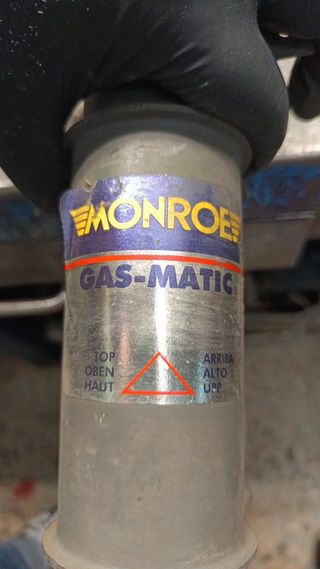 MONROE
GAS-MATIC
TOP
OBEN
HAUT
ARRIBA
ALTO
UPP